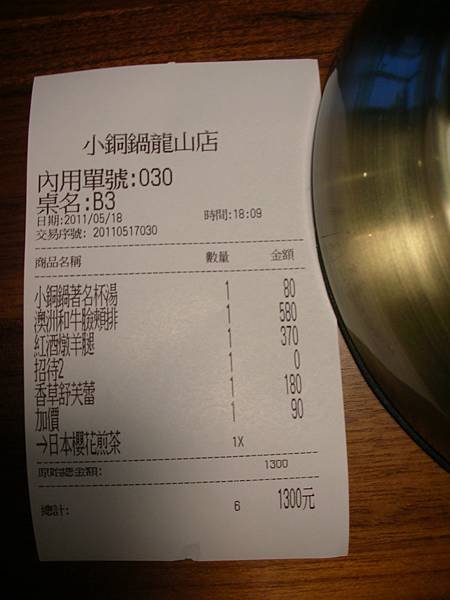 小銅鍋龍山店
內用單號:030
桌名:B3
日期:2011/05/18 時間:18:09
交易序號: 20110517030
商品名稱 數量 金額
小銅鍋著名杯湯 1 80
澳洲和牛臉頰排 1 580
紅酒燉羊腿 1 370
招待2 1 0
香草舒芙蕾 1 180
加價 1 90
→日本櫻花煎茶 1X
原始總金額: 1300
總計: 6 1300元